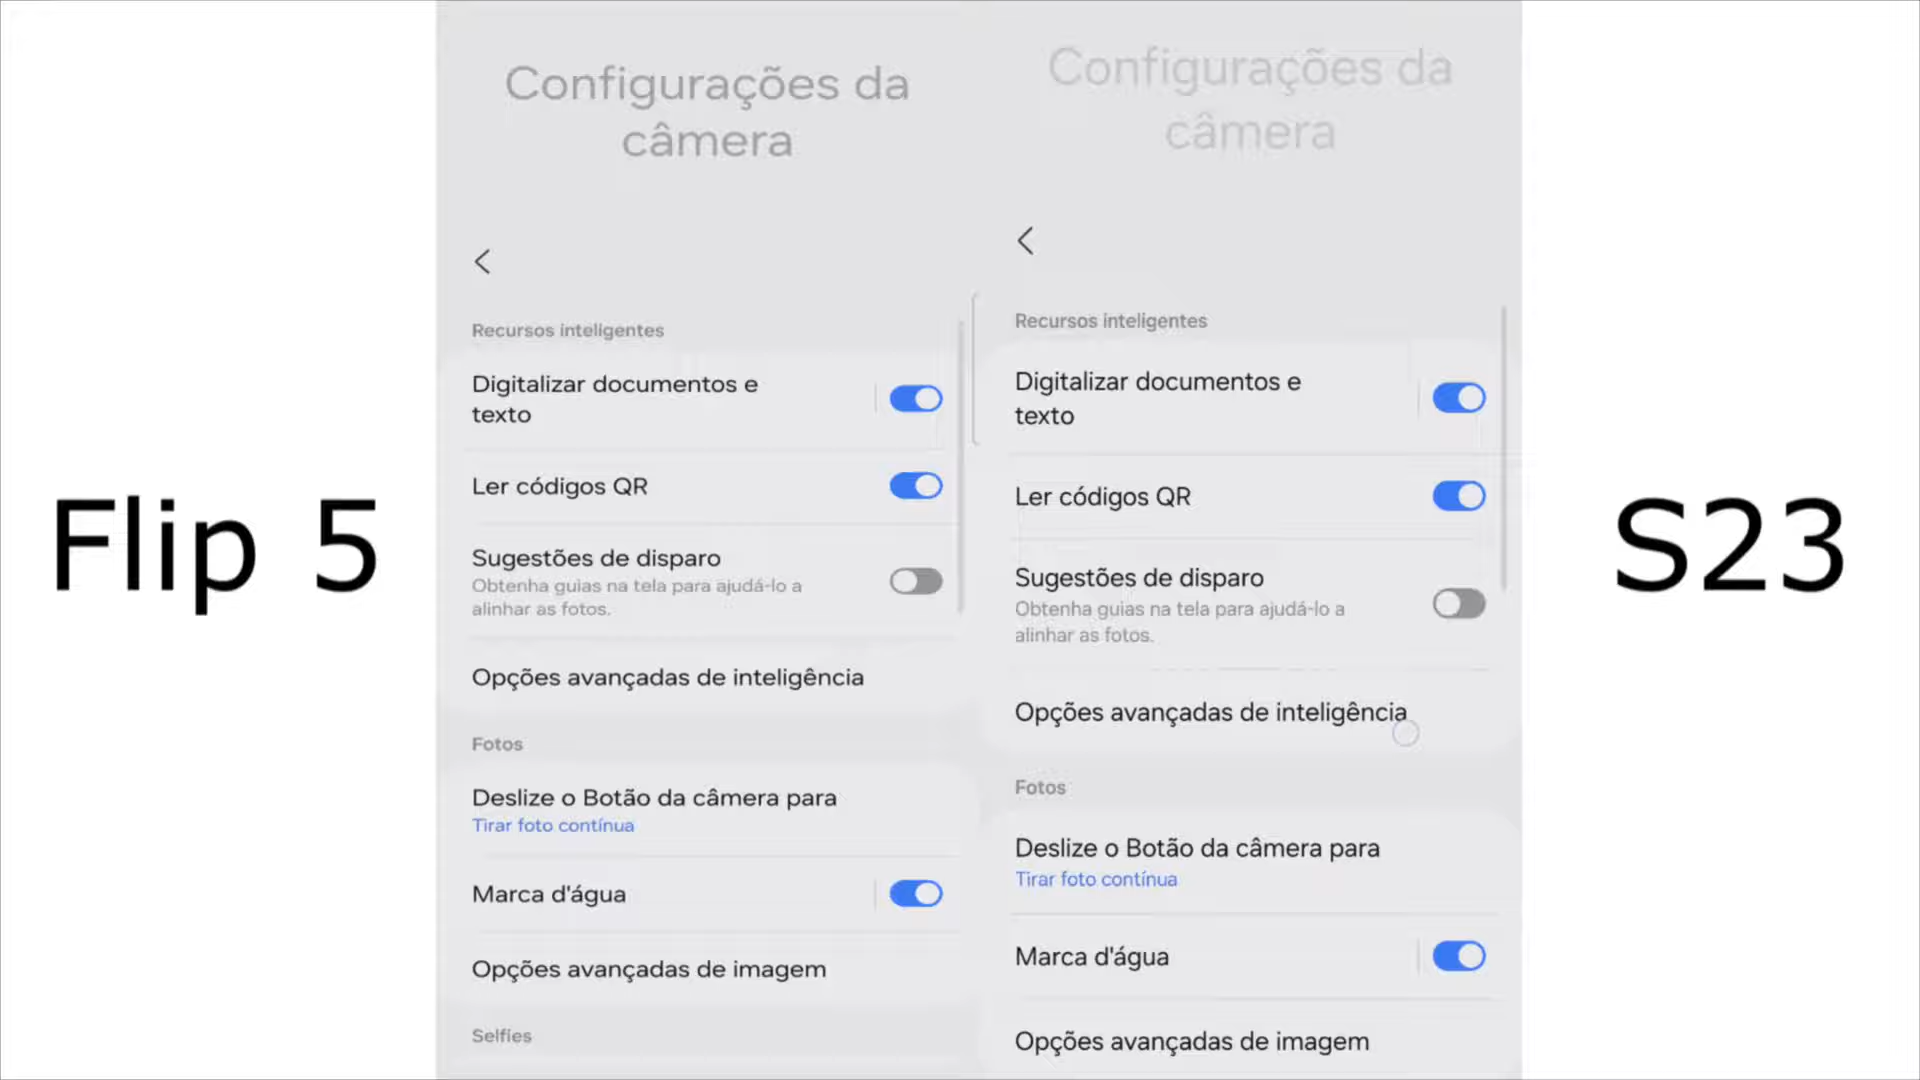 Flip 5
Configurações da
câmera
Recursos inteligentes
Digitalizar documentos e
texto
Ler códigos QR
Sugestões de disparo
Obtenha guias na tela para ajudá-lo a
alinhar as fotos.
Opções avançadas de inteligência
Fotos
Deslize o Botão da câmera para
Tirar foto contínua
Marca d'água
Opções avançadas de imagem
Selfies
Configurações da
câmera
Recursos inteligentes
Digitalizar documentos e
texto
Ler códigos QR
Sugestões de disparo
Obtenha guias na tela para ajudá-lo a
alinhar as fotos.
Opções avançadas de inteligência
Fotos
Deslize o Botão da câmera para
Tirar foto contínua
Marca d'água
Opções avançadas de imagem
S23